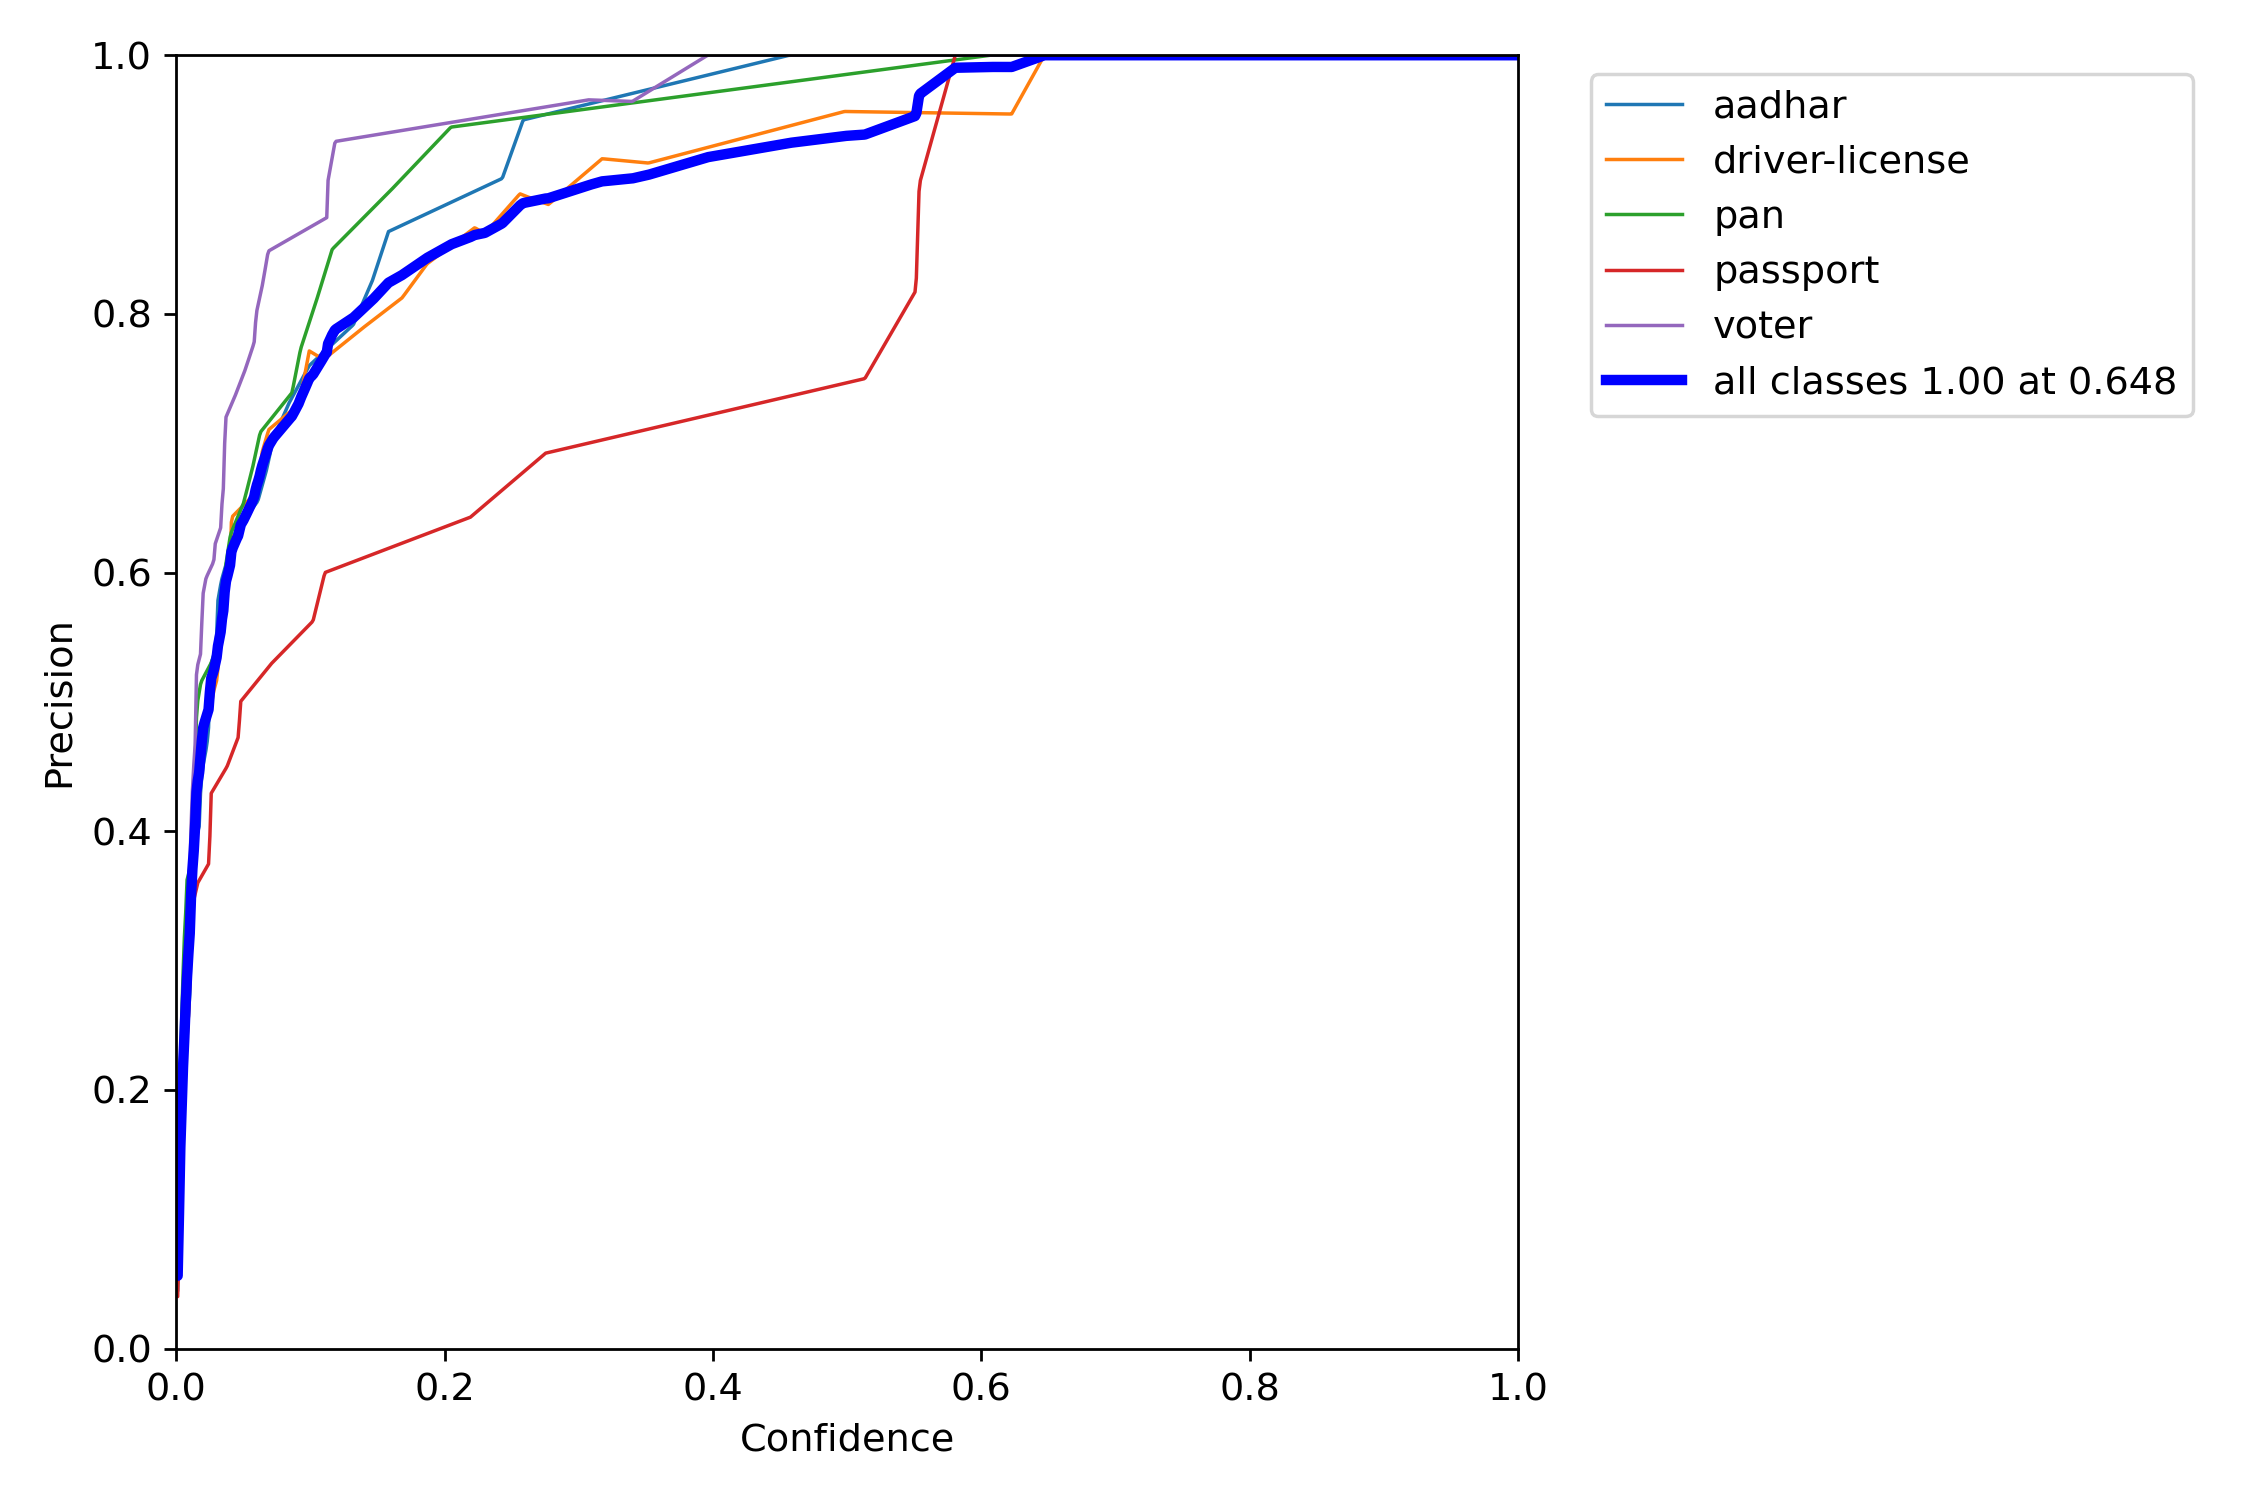 1.0
0.8
0.6
0.4
0.2
0.0
Precision
0.0 0.2 0.4 0.6 0.8 1.0
Confidence
aadhar
driver-license
pan
passport
voter
all classes 1.00 at 0.648